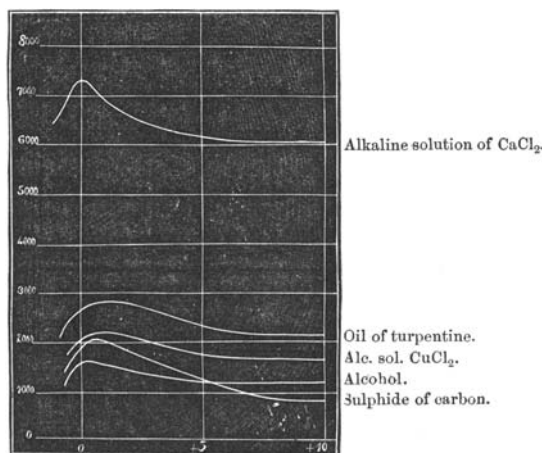 8000
7000
6000
Alkaline solution of CaCl₂.
5000
4000
3000
2000
Oil of turpentine.
Alc. sol. CuCl₂.
Alcohol.
1000
Sulphide of carbon.
0
0 +5 +10